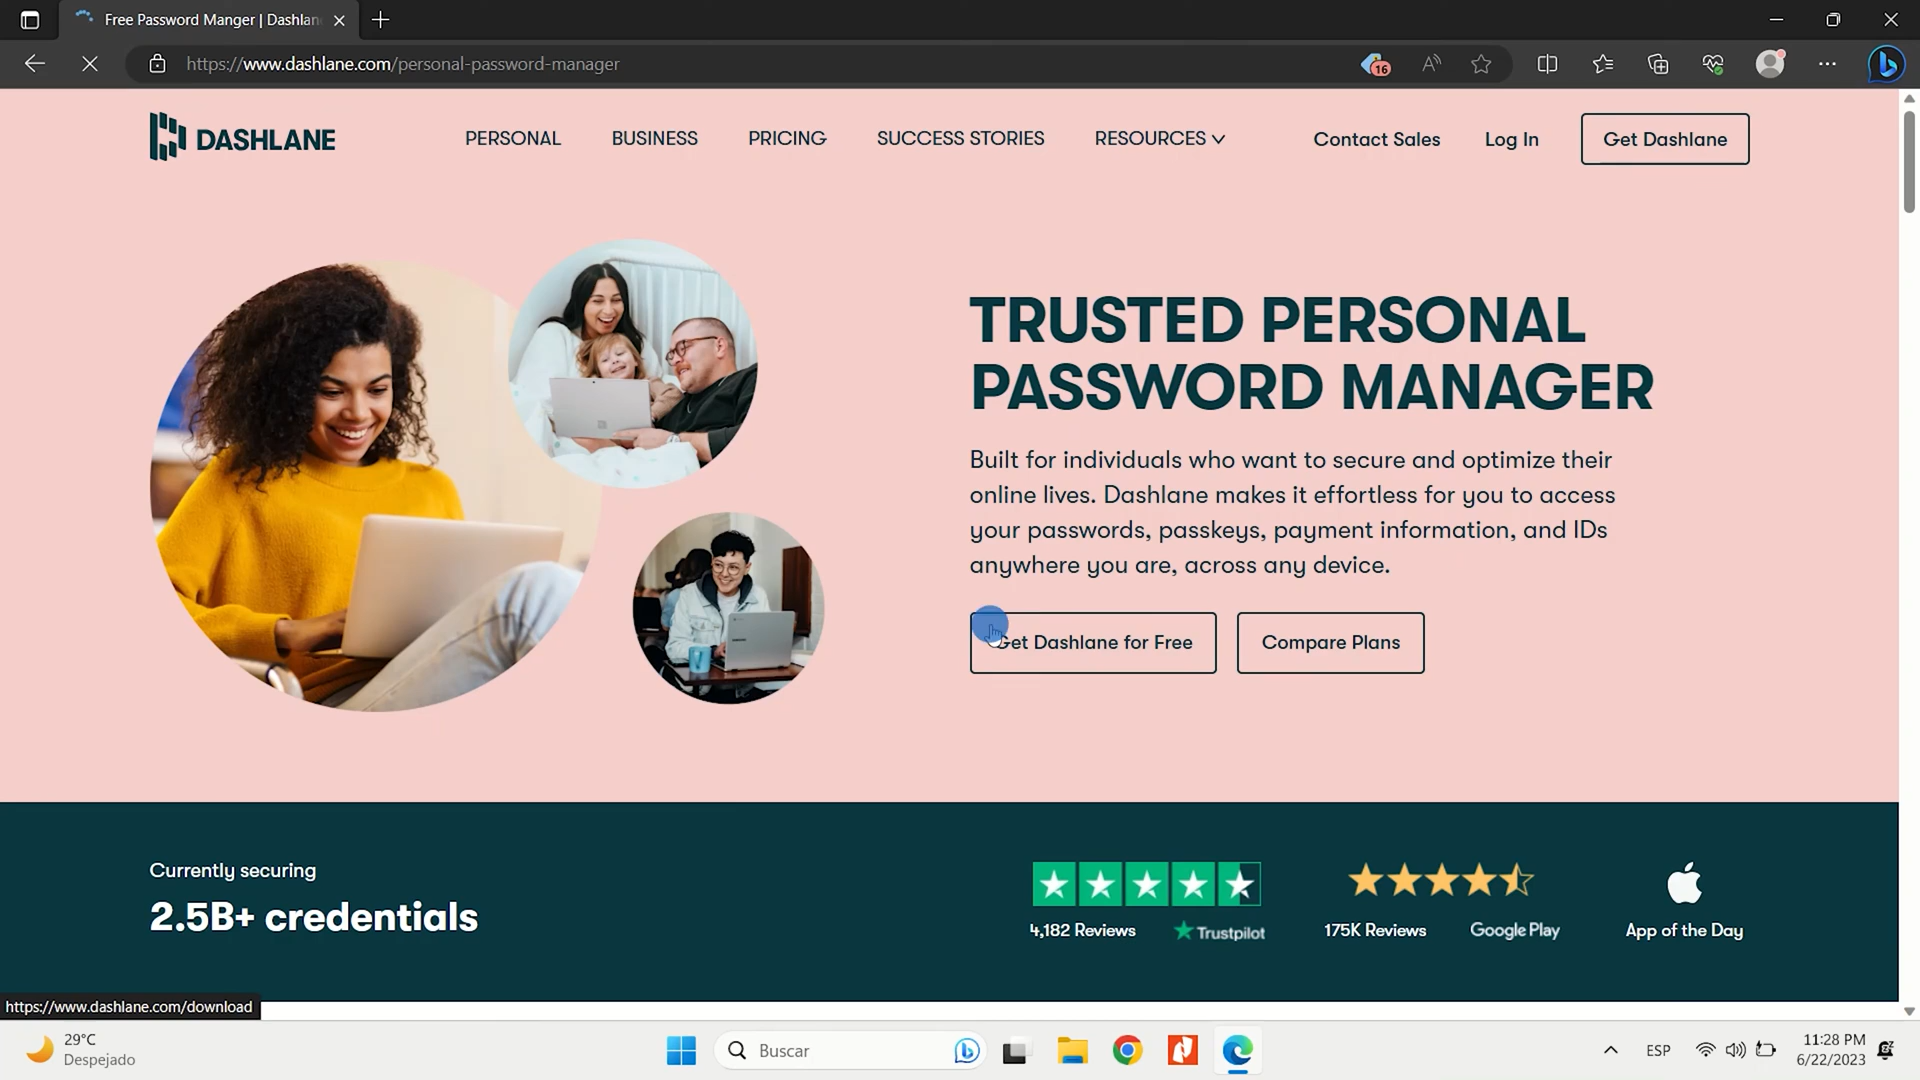 Free Password Manger | Dashlan
https://www.dashlane.com/personal-password-manager
16
DASHLANE
PERSONAL
BUSINESS
PRICING
SUCCESS STORIES
RESOURCES
Contact Sales
Log In
Get Dashlane
TRUSTED PERSONAL
PASSWORD MANAGER
Built for individuals who want to secure and optimize their
online lives. Dashlane makes it effortless for you to access
your passwords, passkeys, payment information, and IDs
anywhere you are, across any device.
Get Dashlane for Free
Compare Plans
Currently securing
2.5B+ credentials
4,182 Reviews
Trustpilot
175K Reviews
Google Play
App of the Day
https://www.dashlane.com/download
29°C
Despejado
Buscar
ESP
11:28 PM
6/22/2023